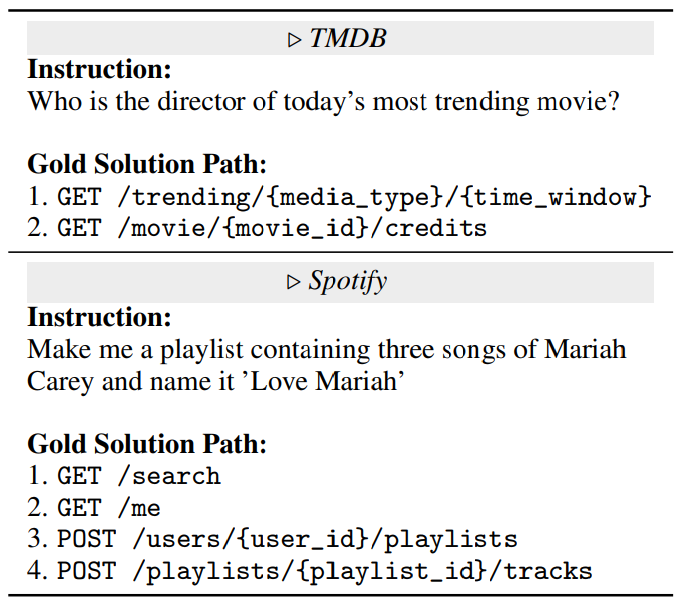 ▷ TMDB
Instruction:
Who is the director of today's most trending movie?
Gold Solution Path:
1. GET /trending/{media_type}/{time_window}
2. GET /movie/{movie_id}/credits
▷ Spotify
Instruction:
Make me a playlist containing three songs of Mariah
Carey and name it ’Love Mariah’
Gold Solution Path:
1. GET /search
2. GET /me
3. POST /users/{user_id}/playlists
4. POST /playlists/{playlist_id}/tracks